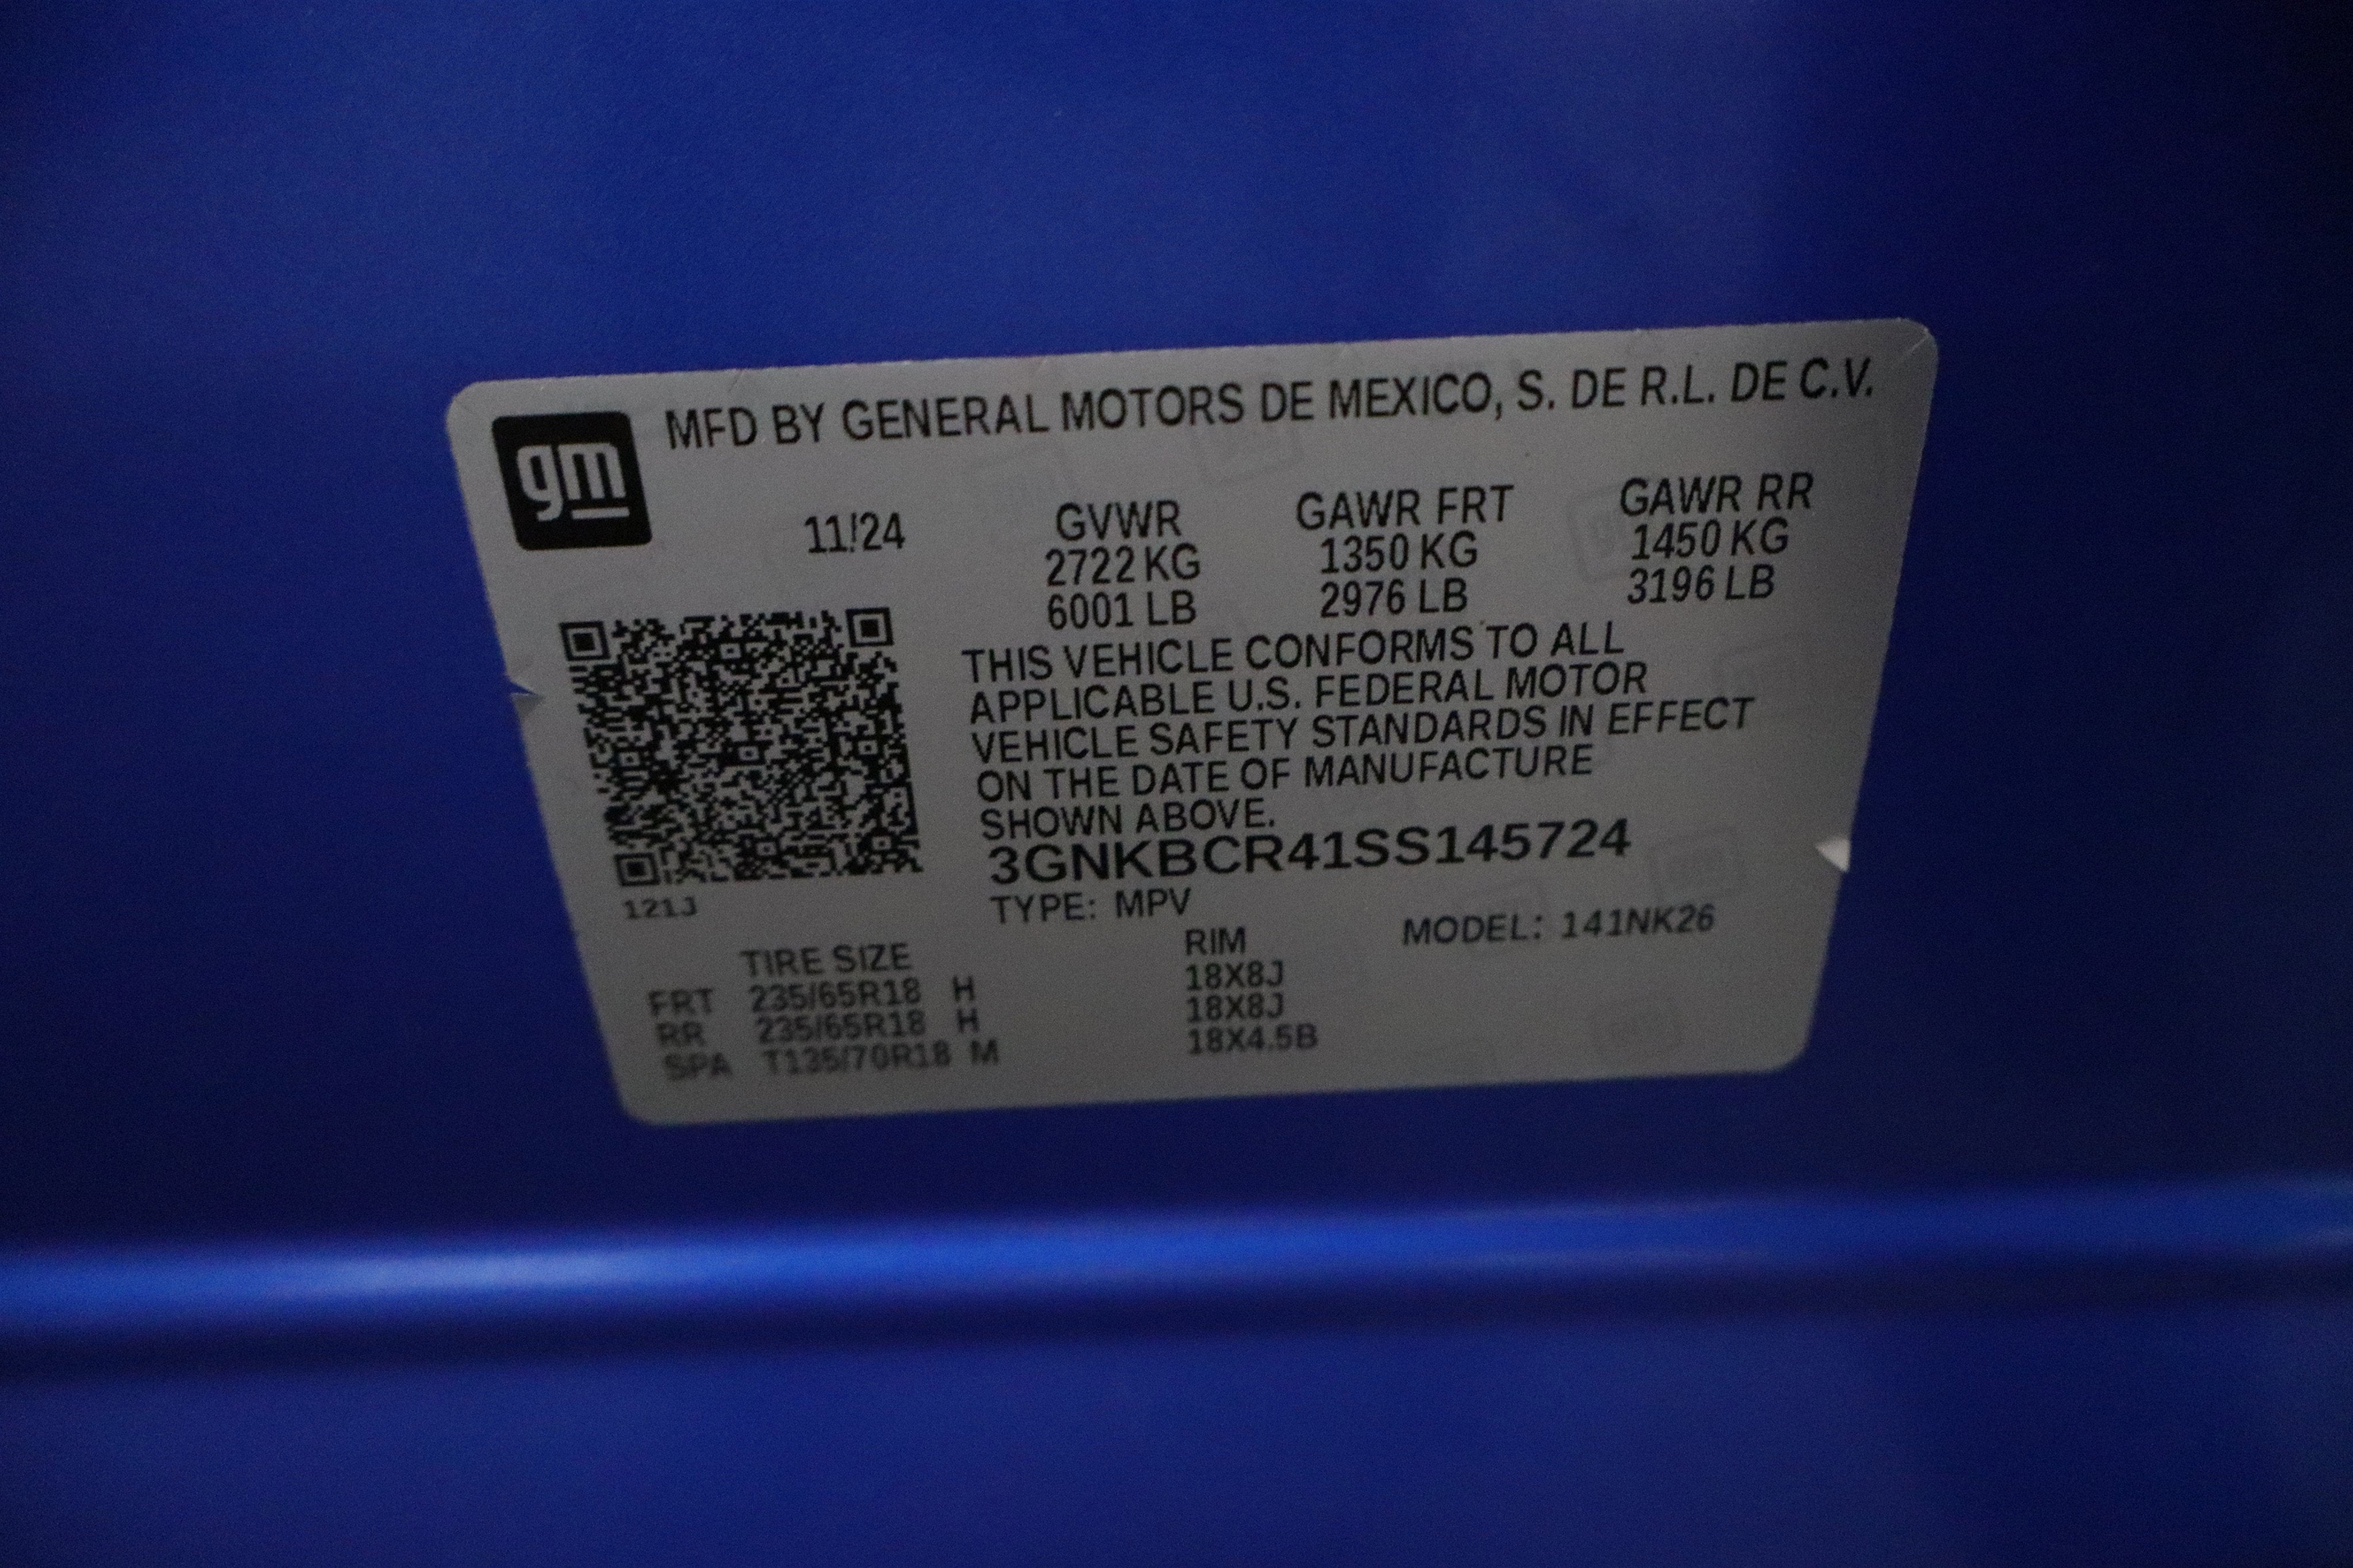 gm
MFD BY GENERAL MOTORS DE MEXICO, S. DE R.L. DE C.V.
11/24
GVWR GAWR FRT GAWR RR
2722 KG 1350 KG 1450 KG
6001 LB 2976 LB 3196 LB
THIS VEHICLE CONFORMS TO ALL
APPLICABLE U.S. FEDERAL MOTOR
VEHICLE SAFETY STANDARDS IN EFFECT
ON THE DATE OF MANUFACTURE
SHOWN ABOVE.
3GNKBCR41SS145724
121J
TYPE: MPV MODEL: 141NK26
TIRE SIZE RIM
FRT 235/65R18 H 18X8J
RR 235/65R18 H 18X8J
SPA T135/70R18 M 18X4.5B